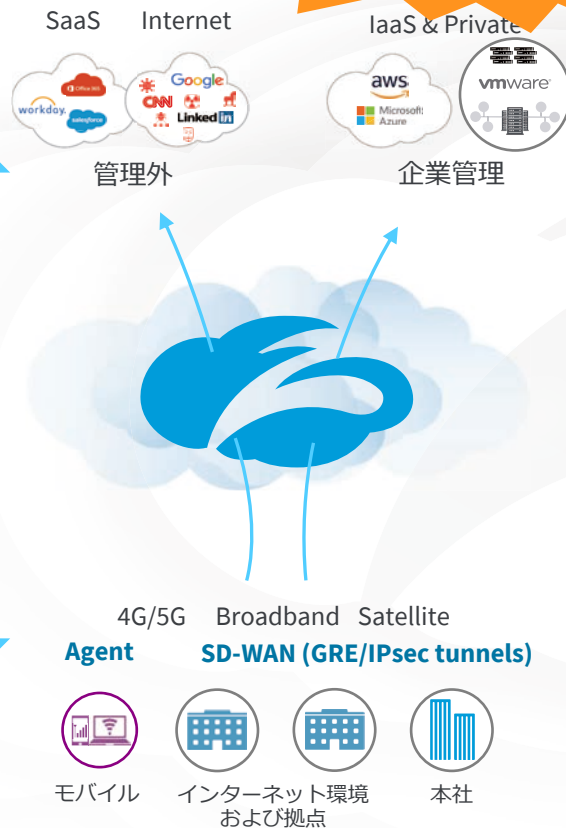 SaaS Internet IaaS & Private
Office 365
workday.
salesforce
Google
CNN
Linked in
aws
Microsoft
Azure
vmware
管理外 企業管理
4G/5G Broadband Satellite
Agent SD-WAN (GRE/IPsec tunnels)
モバイル インターネット環境 本社
および拠点